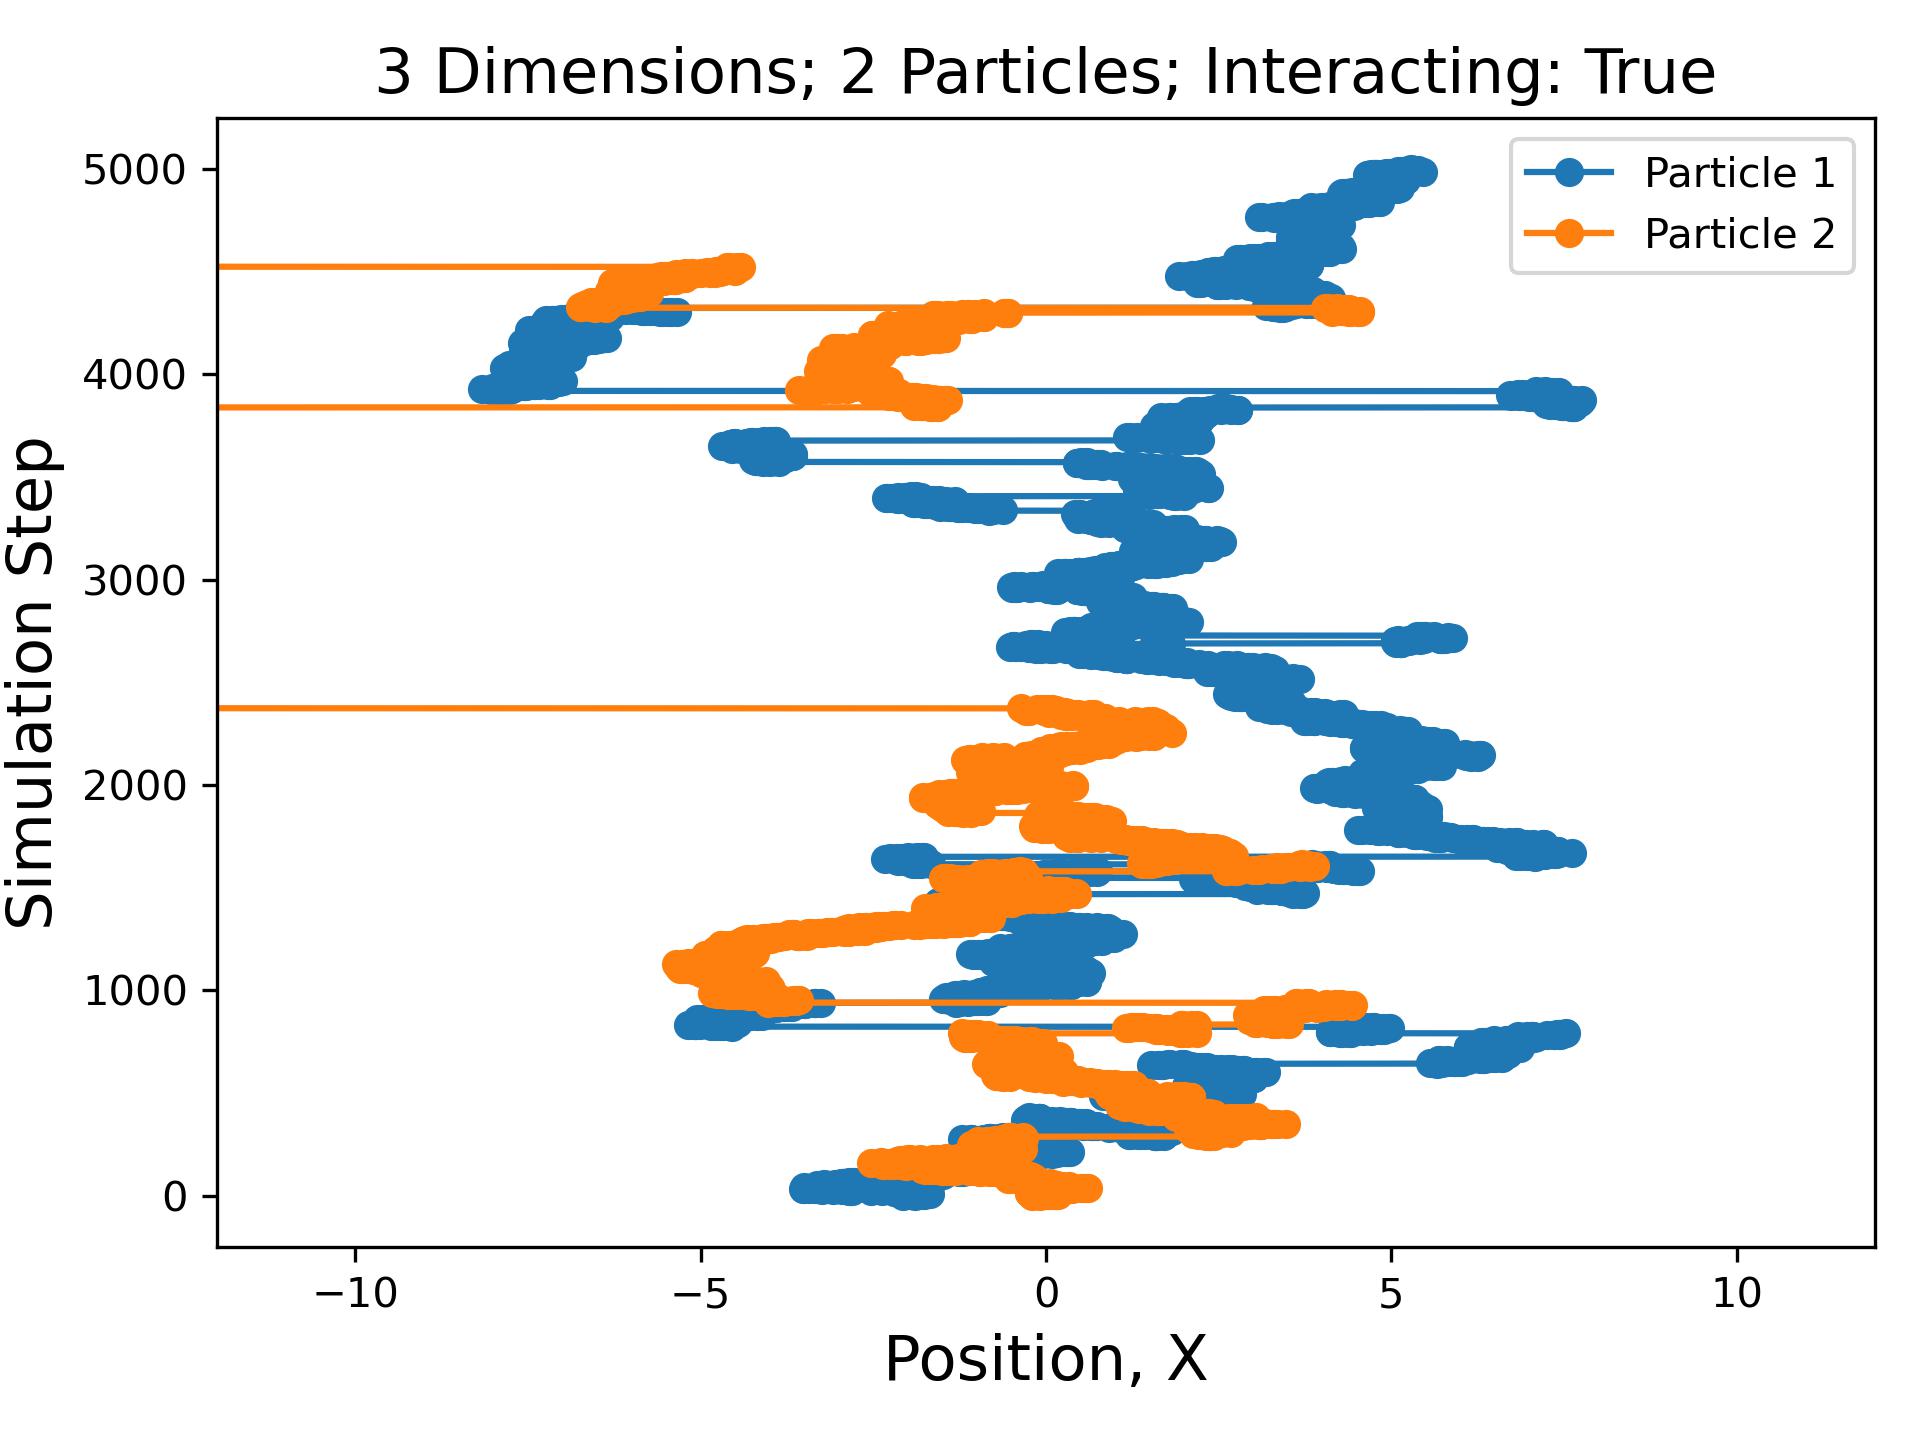 3 Dimensions; 2 Particles; Interacting: True
Particle 1
Particle 2
Simulation Step
5000
4000
3000
2000
1000
0
−10
−5
0
5
10
Position, X